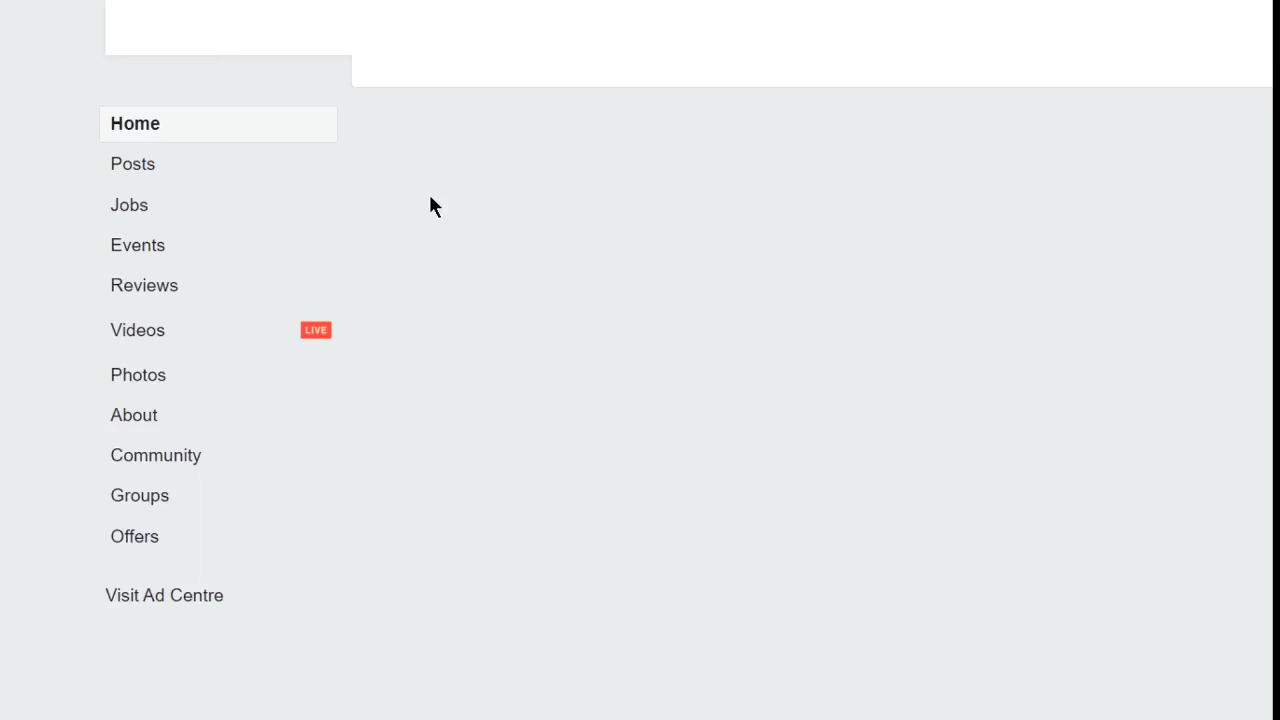 Home
Posts
Jobs
Events
Reviews
Videos LIVE
Photos
About
Community
Groups
Offers
Visit Ad Centre